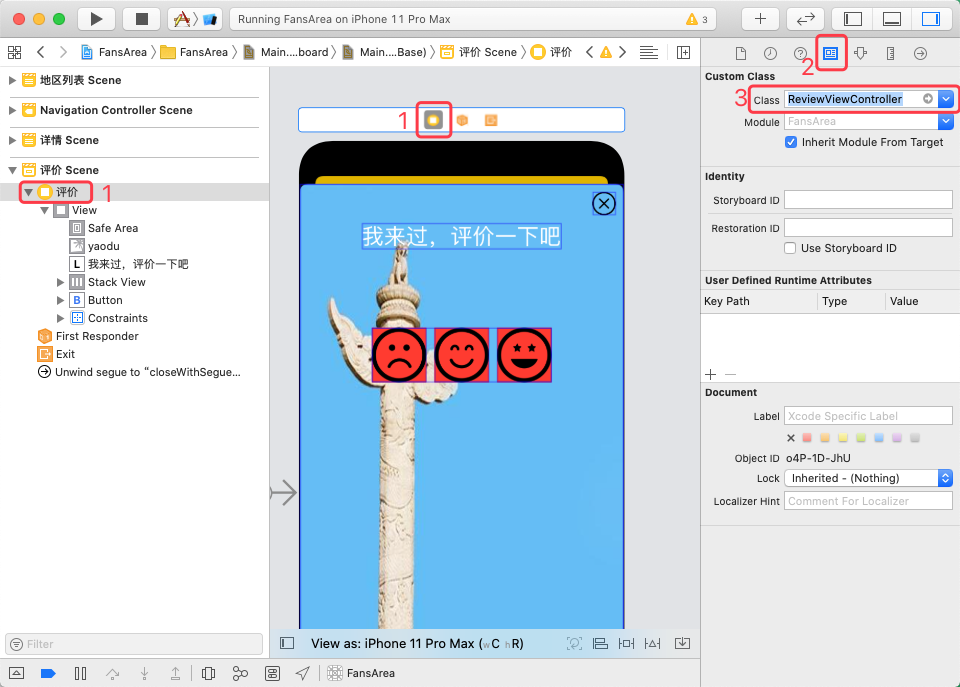 Running FansArea on iPhone 11 Pro Max
3
FansArea
FansArea
Main....board
Main....Base)
评价 Scene
评价
地区列表 Scene
Navigation Controller Scene
详情 Scene
评价 Scene
评价
1
View
Safe Area
yaodu
L 我来过，评价一下吧
Stack View
B Button
Constraints
First Responder
Exit
Unwind segue to “closeWithSegue...
Filter
1
我来过，评价一下吧
View as: iPhone 11 Pro Max (wC hR)
FansArea
2
Custom Class
3
Class ReviewViewController
Module FansArea
Inherit Module From Target
Identity
Storyboard ID
Restoration ID
Use Storyboard ID
User Defined Runtime Attributes
Key Path Type Value
Document
Label Xcode Specific Label
Object ID o4P-1D-JhU
Lock Inherited - (Nothing)
Localizer Hint Comment For Localizer